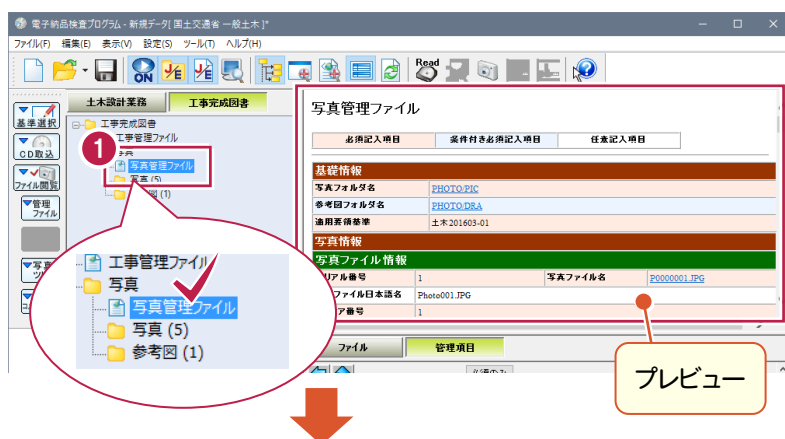 電子納品検査プログラム - 新規データ[ 国土交通省 一般土木 ]*
ファイル(F) 編集(E) 表示(V) 設定(S) ツール(T) ヘルプ(H)
ON
Read
基準選択
CD取込
ファイル閲覧
管理
ファイル
土木設計業務
工事完成図書
工事完成図書
工事管理ファイル
写真管理ファイル
写真 (5)
(1)
1
工事管理ファイル
写真
写真管理ファイル
写真 (5)
参考図 (1)
写真管理ファイル
必須記入項目 条件付き必須記入項目 任意記入項目
基礎情報
写真フォルダ名 PHOTO/PIC
参考図フォルダ名 PHOTO/DRA
適用要領基準 土木201603-01
写真情報
写真ファイル情報
リアル番号 1 写真ファイル名 P0000001.JPG
ファイル日本語名 Photo001.JPG
ア番号 1
ファイル
管理項目
プレビュー